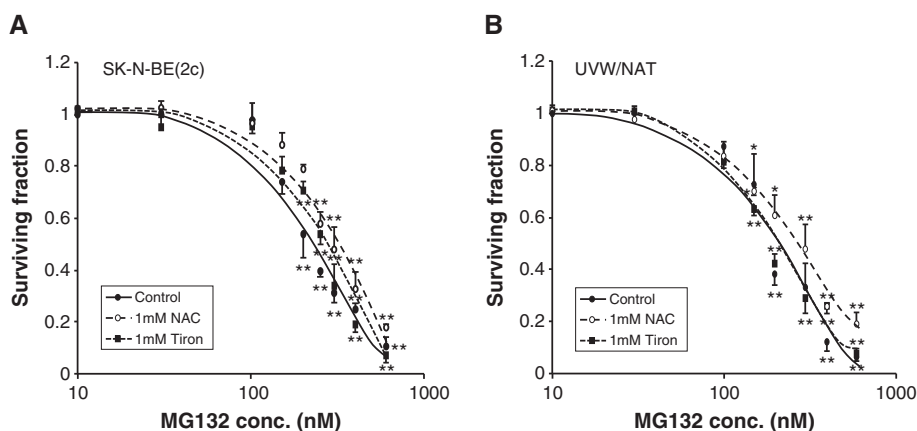 A
SK-N-BE(2c)
Surviving fraction
1.2
1
0.8
0.6
0.4
0.2
0
Control
1mM NAC
1mM Tiron
10
100
1000
MG132 conc. (nM)
B
UVW/NAT
Surviving fraction
1.2
1
0.8
0.6
0.4
0.2
0
Control
1mM NAC
1mM Tiron
10
100
1000
MG132 conc. (nM)